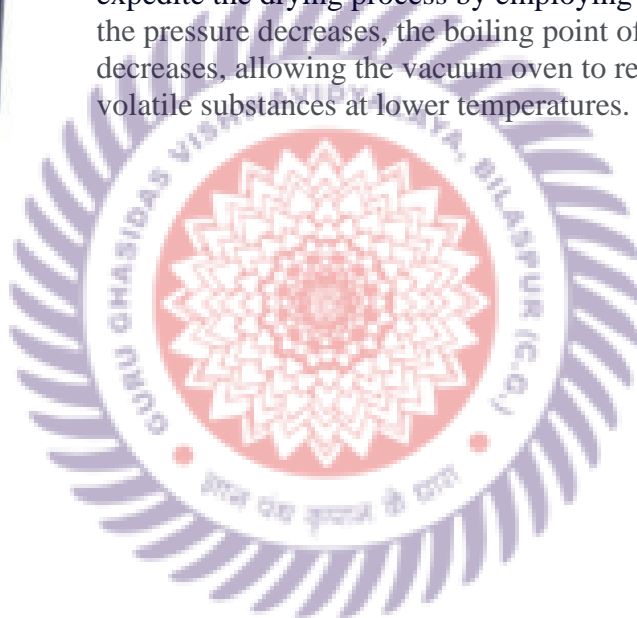 expedite the drying process by employing
the pressure decreases, the boiling point of
decreases, allowing the vacuum oven to re
volatile substances at lower temperatures.
GURU GHASIDAS VISHWAVIDYALAYA, BILASPUR (C.G.)